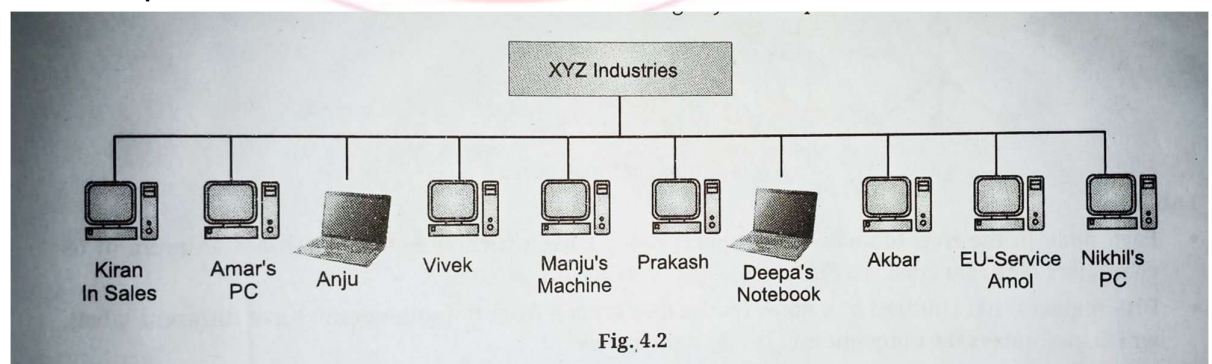 XYZ Industries
Kiran
In Sales
Amar's
PC
Anju
Vivek
Manju's
Machine
Prakash
Deepa's
Notebook
Akbar
EU-Service
Amol
Nikhil's
PC
Fig. 4.2